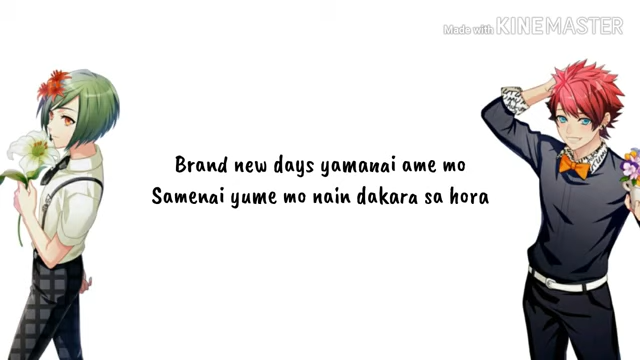 Made with KINEMASTER
Brand new days yamanai ame mo
Samenai yume mo nain dakara sa hora